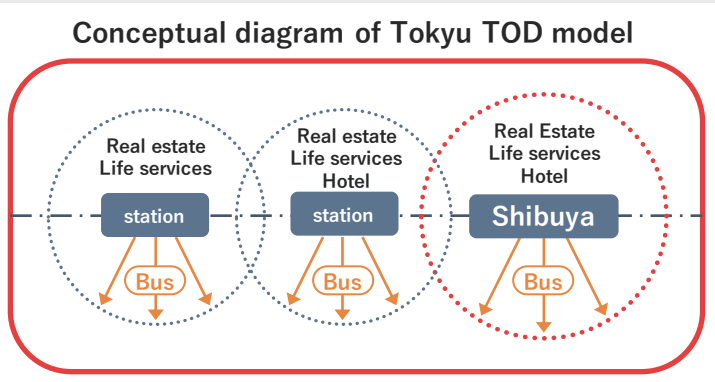 Conceptual diagram of Tokyu TOD model
Real estate
Life services
station
Bus
Real estate
Life services
Hotel
station
Bus
Real Estate
Life services
Hotel
Shibuya
Bus